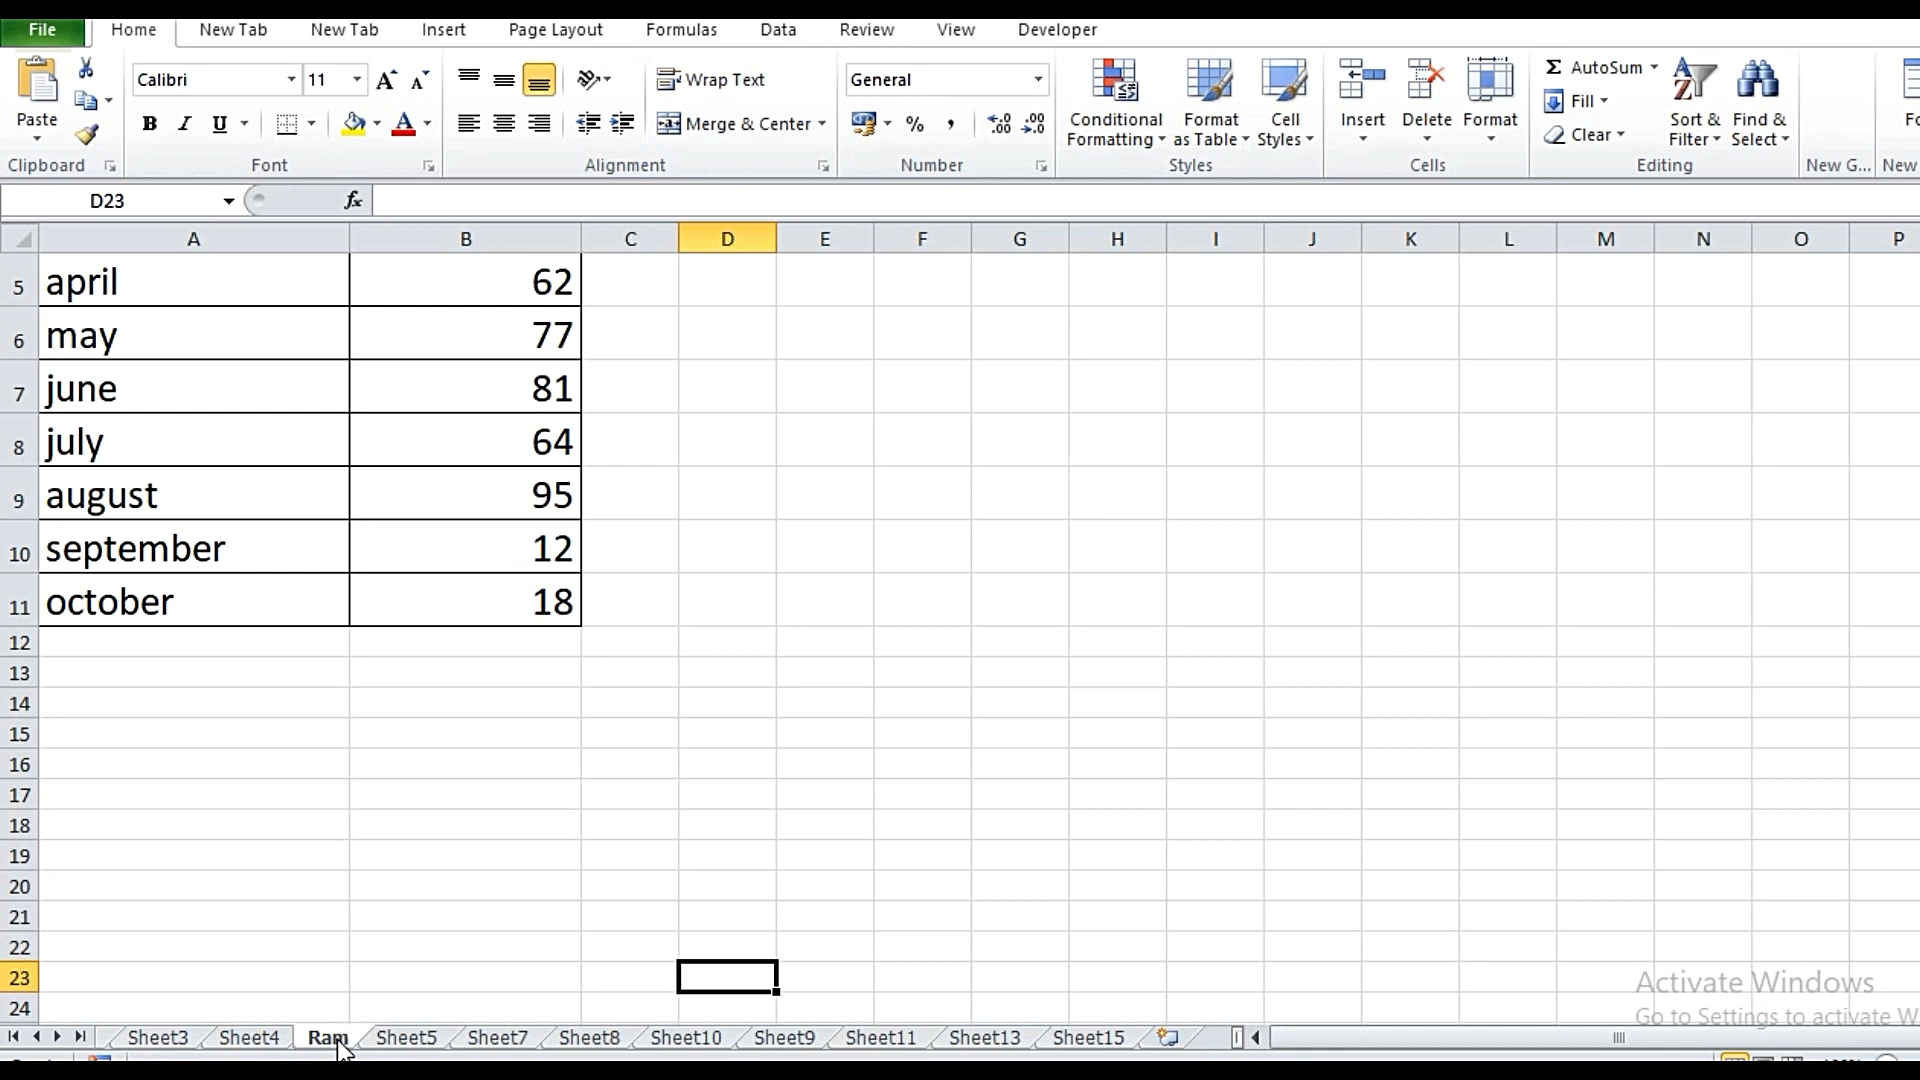 File Home New Tab New Tab Insert Page Layout Formulas Data Review View Developer
Calibri 11 Wrap Text General Σ AutoSum
Paste B I U Merge & Center % , Conditional Formatting Format as Table Cell Styles Insert Delete Format Fill Clear Sort & Filter Find & Select
Clipboard Font Alignment Number Styles Cells Editing New G... New
D23 fx
A B C D E F G H I J K L M N O P
5 april 62
6 may 77
7 june 81
8 july 64
9 august 95
10 september 12
11 october 18
12
13
14
15
16
17
18
19
20
21
22
23
24
Activate Windows
Go to Settings to activate W
Sheet3 Sheet4 Ram Sheet5 Sheet7 Sheet8 Sheet10 Sheet9 Sheet11 Sheet13 Sheet15